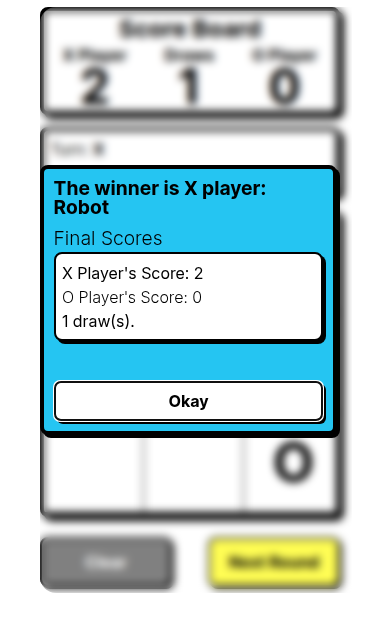 Score Board
X Player Draws O Player
2 1 0
Turn: X
The winner is X player:
Robot
Final Scores
X Player's Score: 2
O Player's Score: 0
1 draw(s).
Okay
O
Clear Next Round